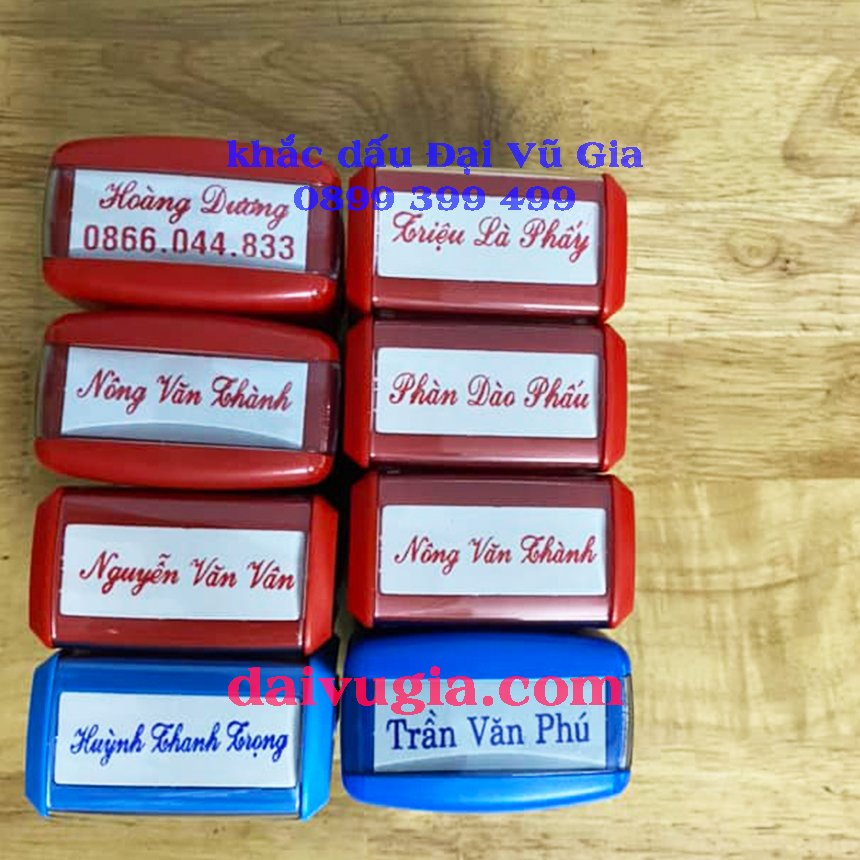 khắc dấu Đại Vũ Gia
0899 399 499
Hoàng Dương
0866.044.833
Triệu Là Phấy
Nông Văn Thành
Phàn Dào Phấu
Nguyễn Văn Vân
Nông Văn Thành
daivugia.com
Huỳnh Thanh Trọng
Trần Văn Phú